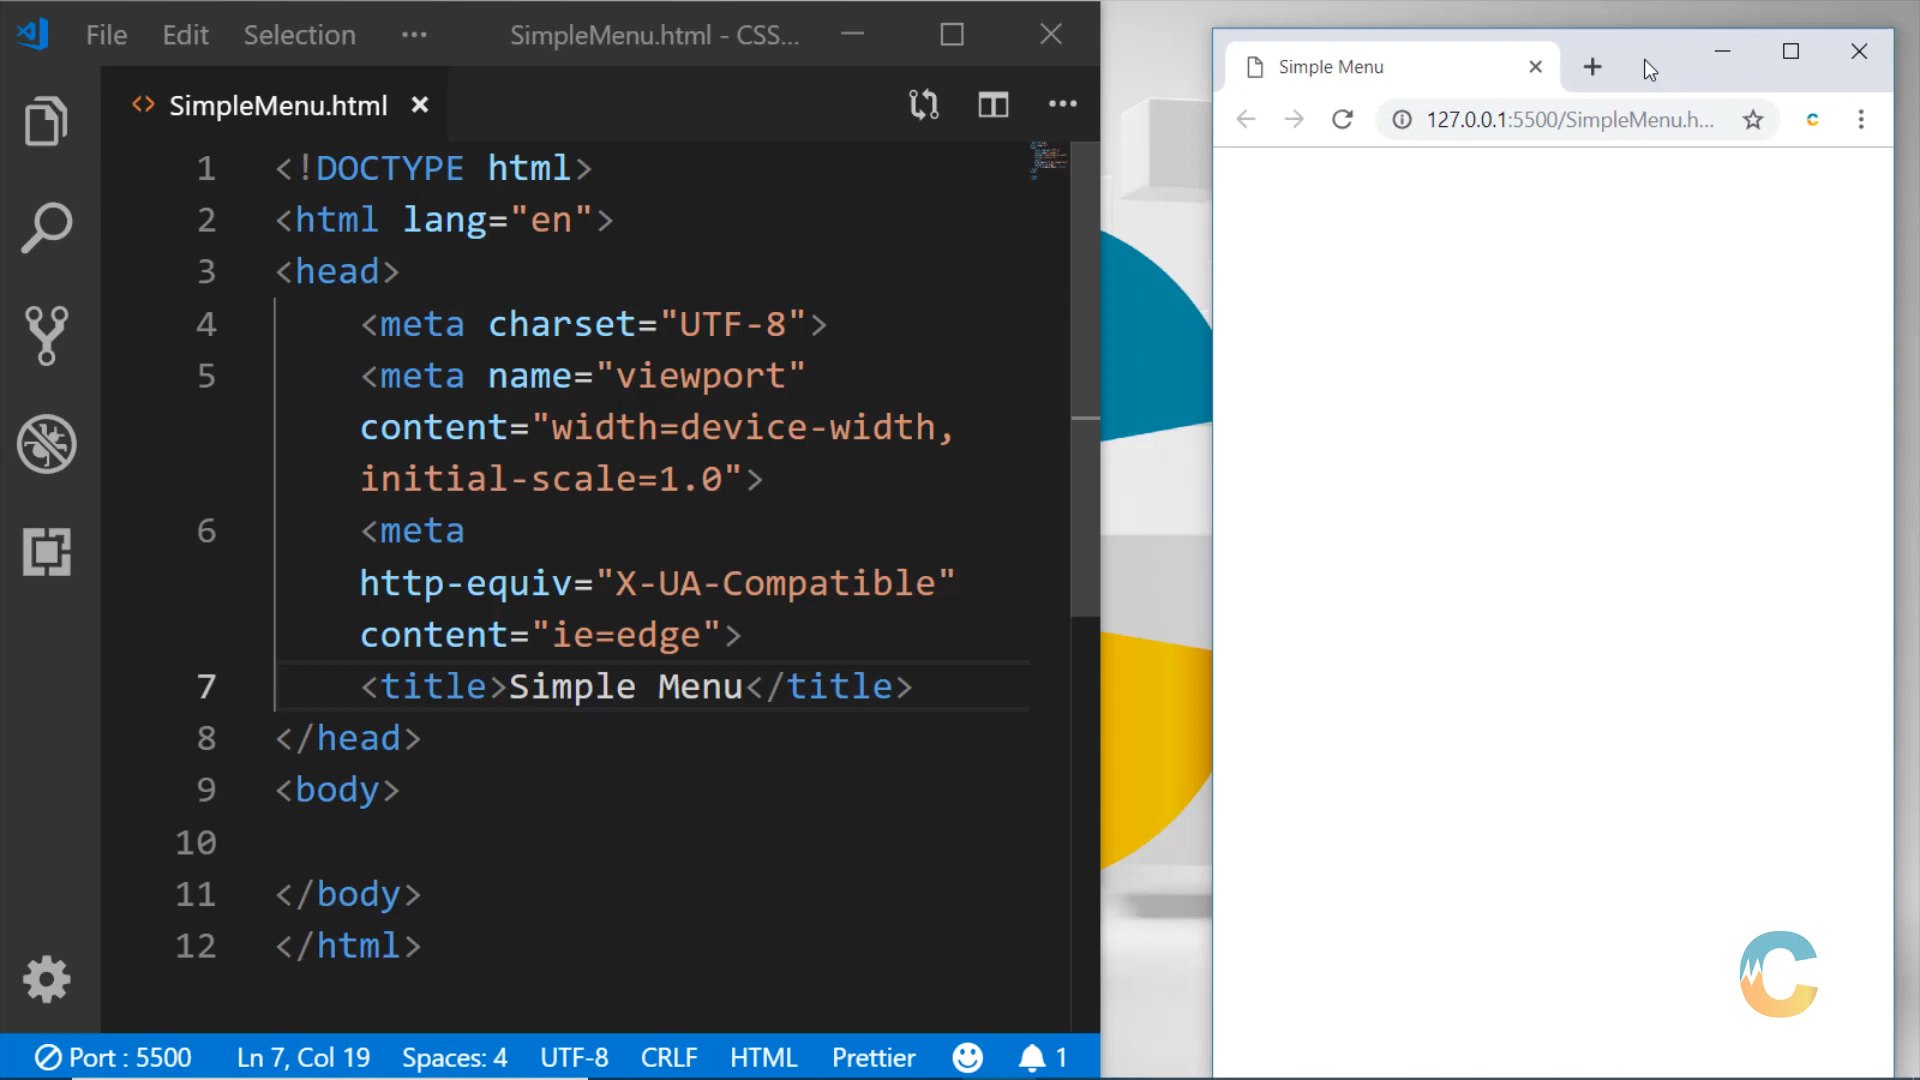 File Edit Selection ··· SimpleMenu.html - CSS...
SimpleMenu.html
1 <!DOCTYPE html>
2 <html lang="en">
3 <head>
4 <meta charset="UTF-8">
5 <meta name="viewport"
content="width=device-width,
initial-scale=1.0">
6 <meta
http-equiv="X-UA-Compatible"
content="ie=edge">
7 <title>Simple Menu</title>
8 </head>
9 <body>
10
11 </body>
12 </html>
Port : 5500 Ln 7, Col 19 Spaces: 4 UTF-8 CRLF HTML Prettier 1
Simple Menu
127.0.0.1:5500/SimpleMenu.h...
C